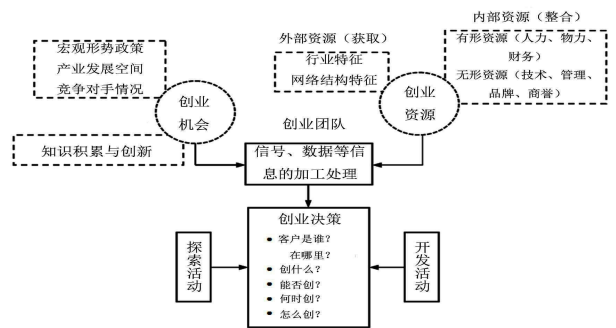 内部资源（整合）
外部资源（获取）
宏观形势政策
产业发展空间
竞争对手情况
行业特征
网络结构特征
有形资源（人力、物力、
财务）
无形资源（技术、管理、
品牌、商誉）
创业
机会
创业
资源
创业团队
知识积累与创新
信号、数据等信
息的加工处理
创业决策
• 客户是谁?
在哪里?
• 创什么?
• 能否创?
• 何时创?
• 怎么创?
探索活动
开发活动